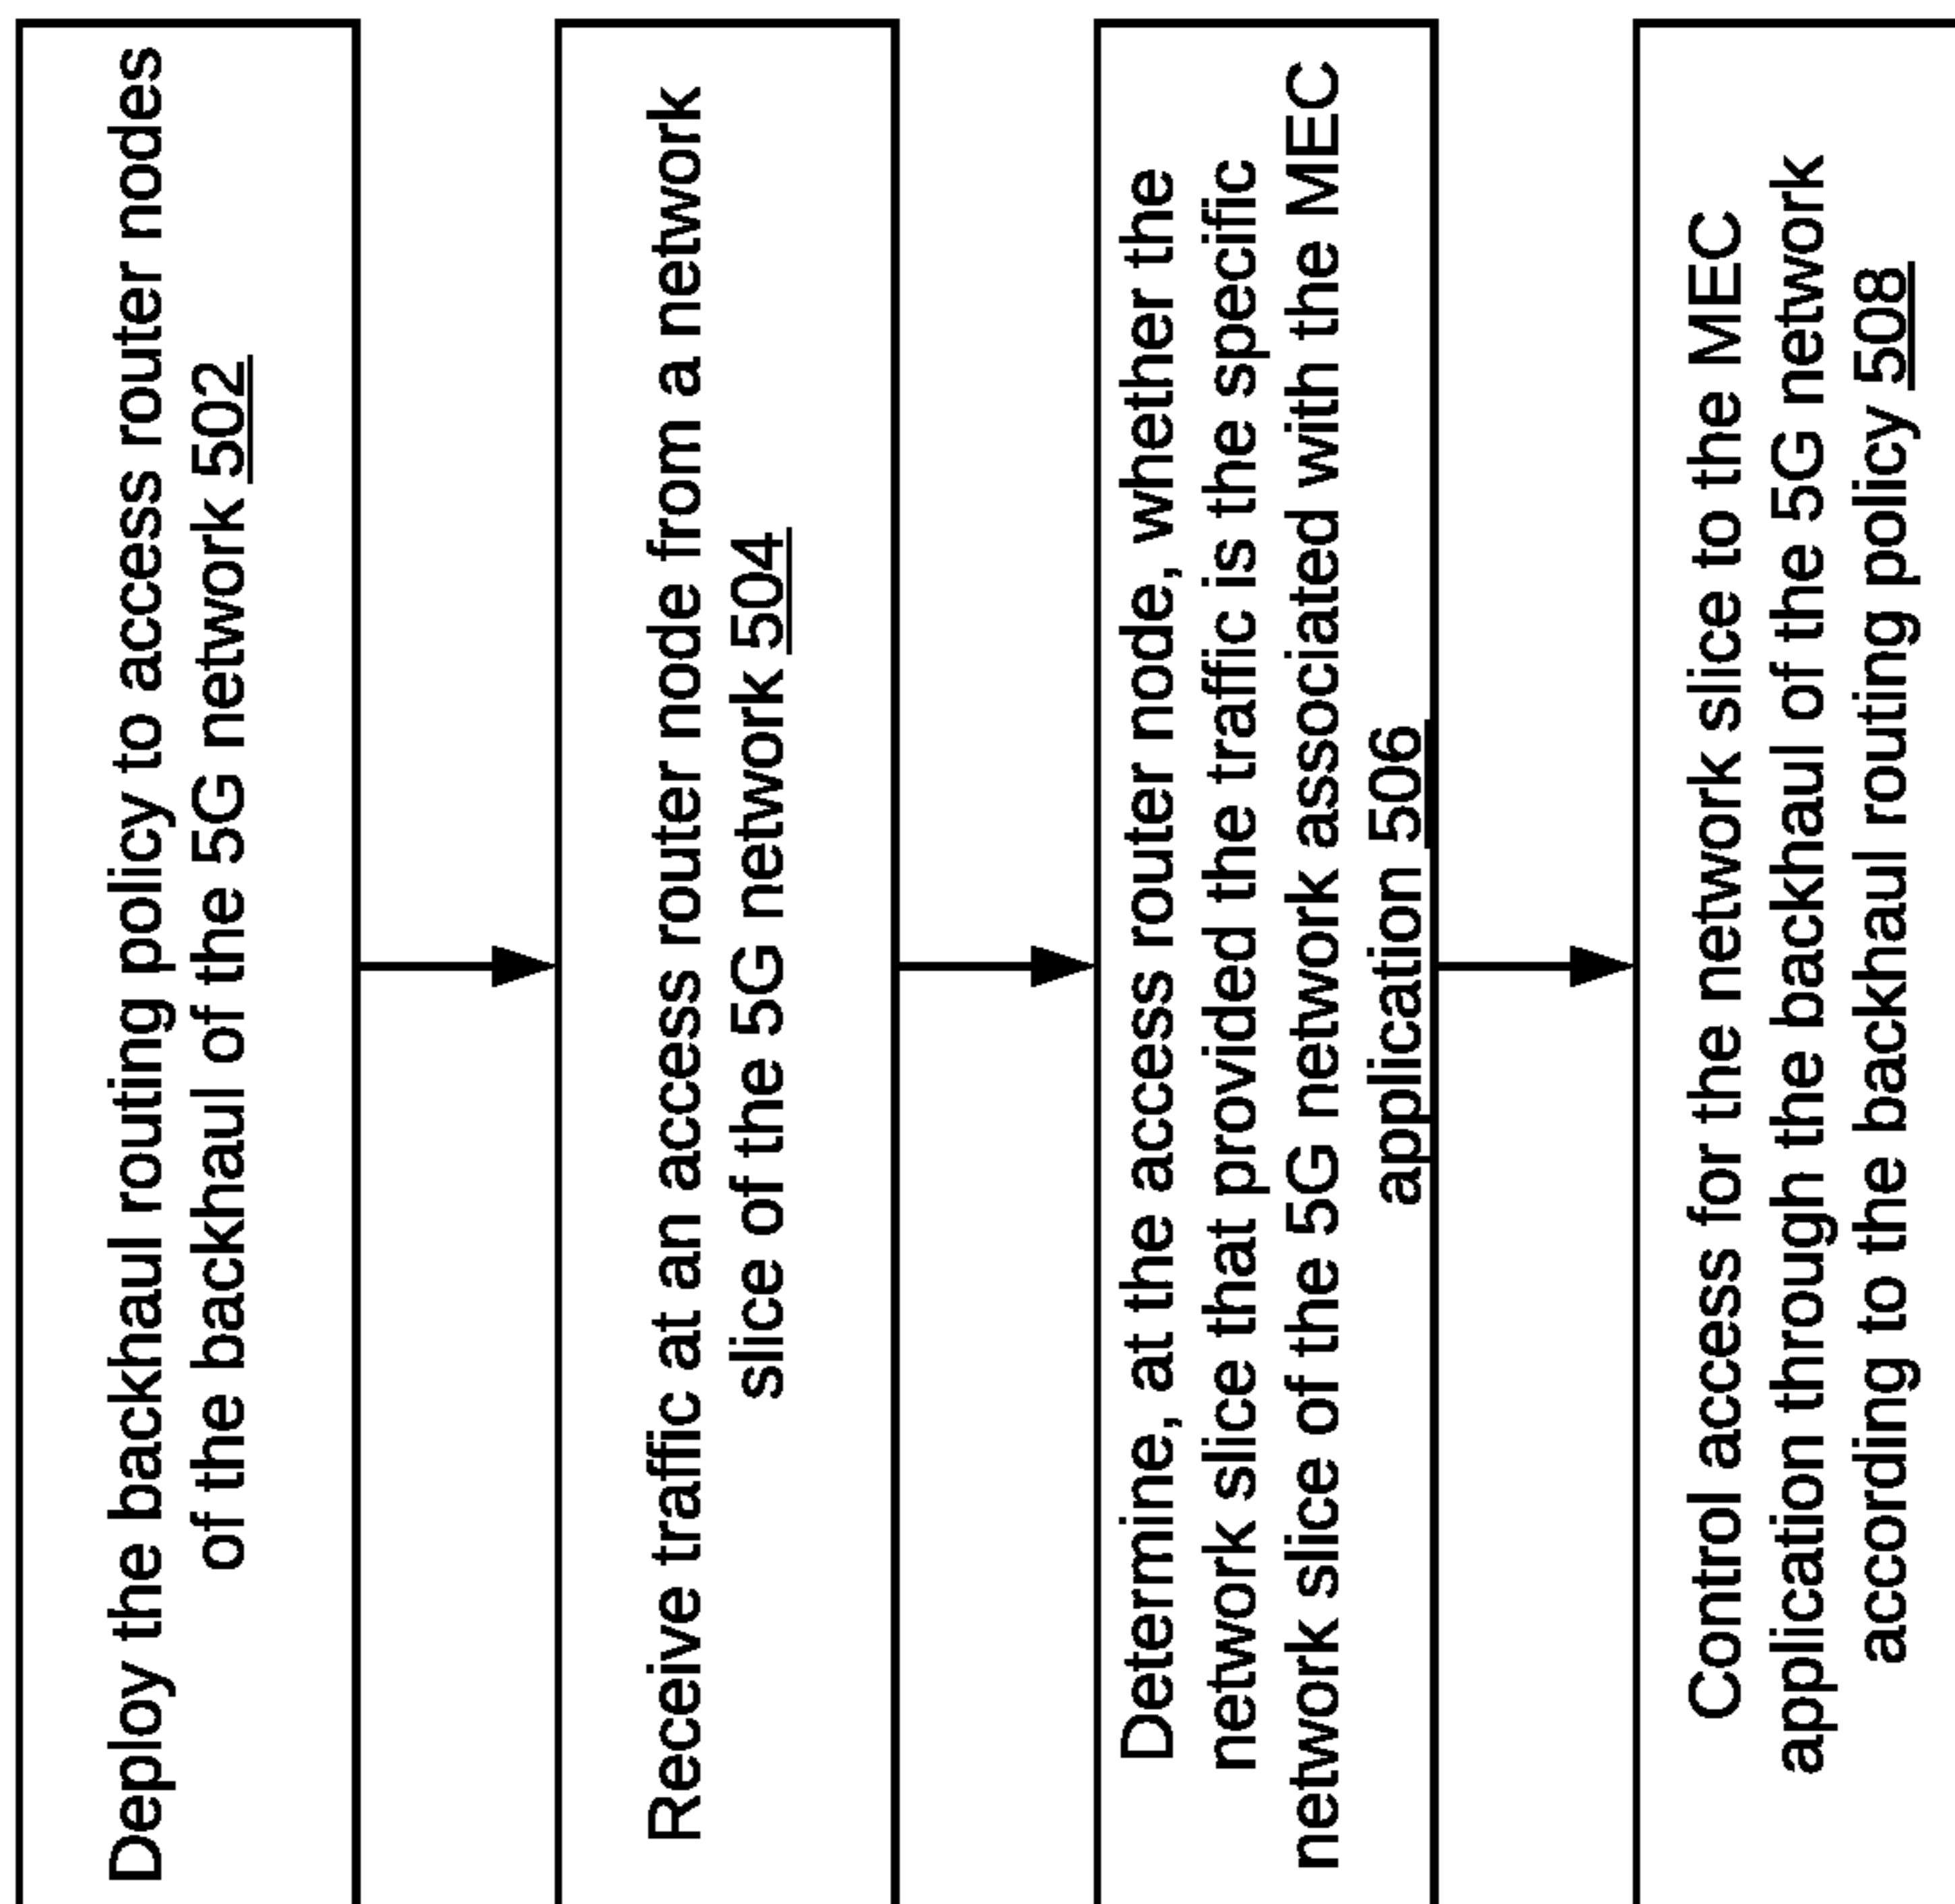 Deploy the backhaul routing policy to access router nodes
of the backhaul of the 5G network 502
Receive traffic at an access router node from a network
slice of the 5G network 504
Determine, at the access router node, whether the
network slice that provided the traffic is the specific
network slice of the 5G network associated with the MEC
application 506
Control access for the network slice to the MEC
application through the backhaul of the 5G network
according to the backhaul routing policy 508